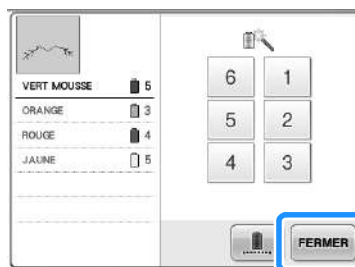 VERT MOUSSE 5
ORANGE 3
ROUGE 4
JAUNE 5
6 1
5 2
4 3
FERMER